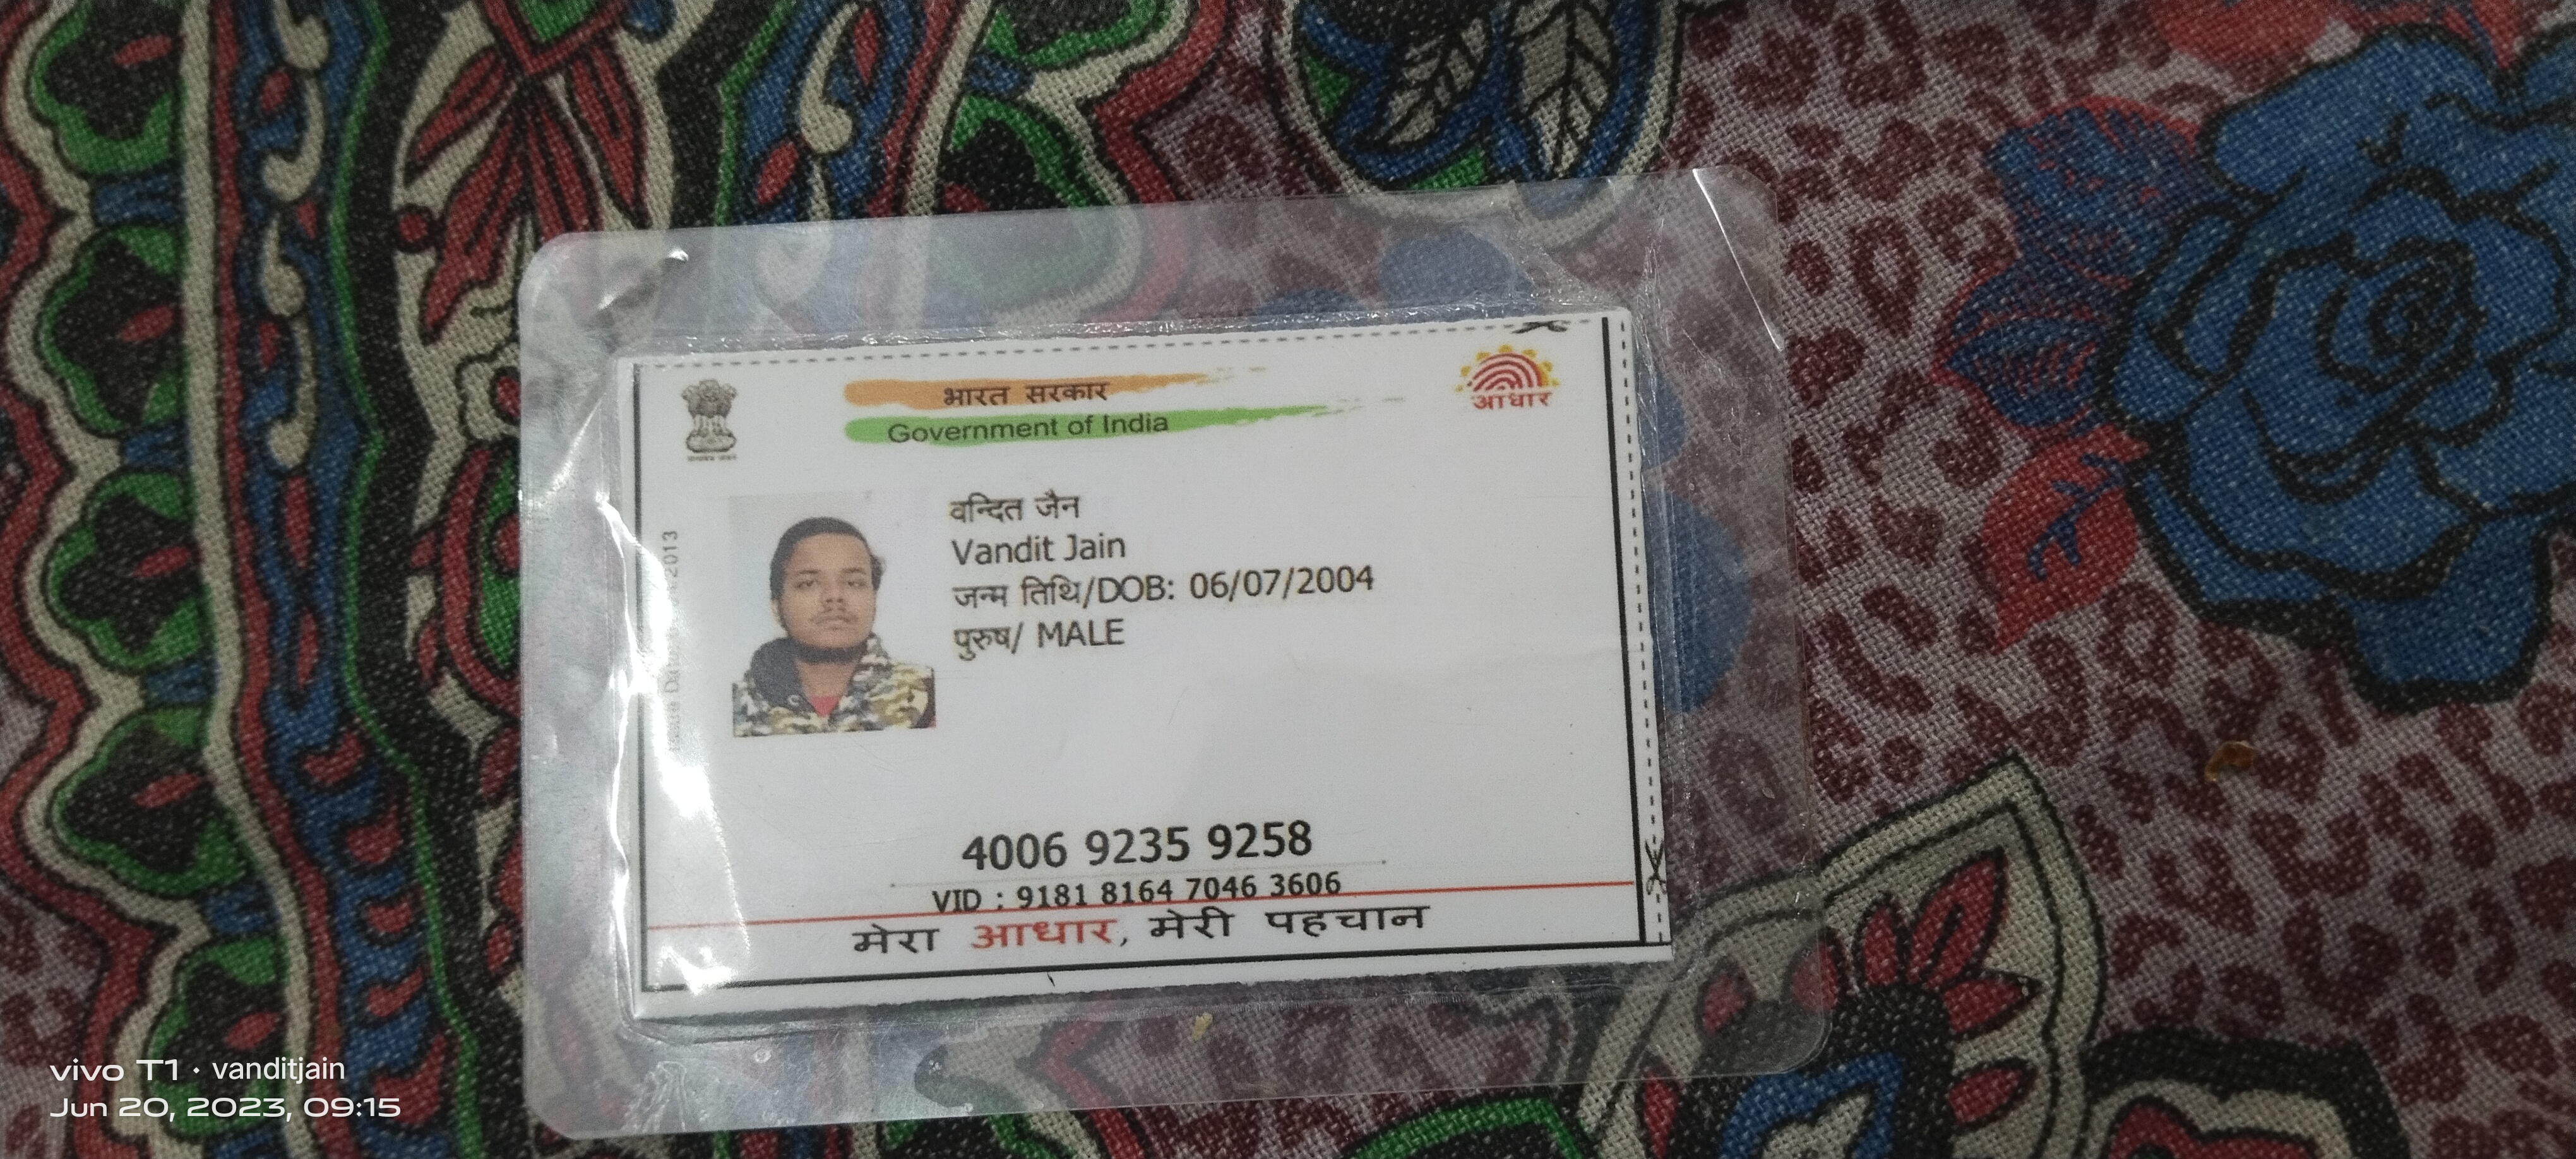 भारत सरकार
Government of India
आधार
वन्दित जैन
Vandit Jain
जन्म तिथि/DOB: 06/07/2004
पुरुष/ MALE
2013
4006 9235 9258
VID : 9181 8164 7046 3606
मेरा आधार, मेरी पहचान
vivo T1 · vanditjain
Jun 20, 2023, 09:15